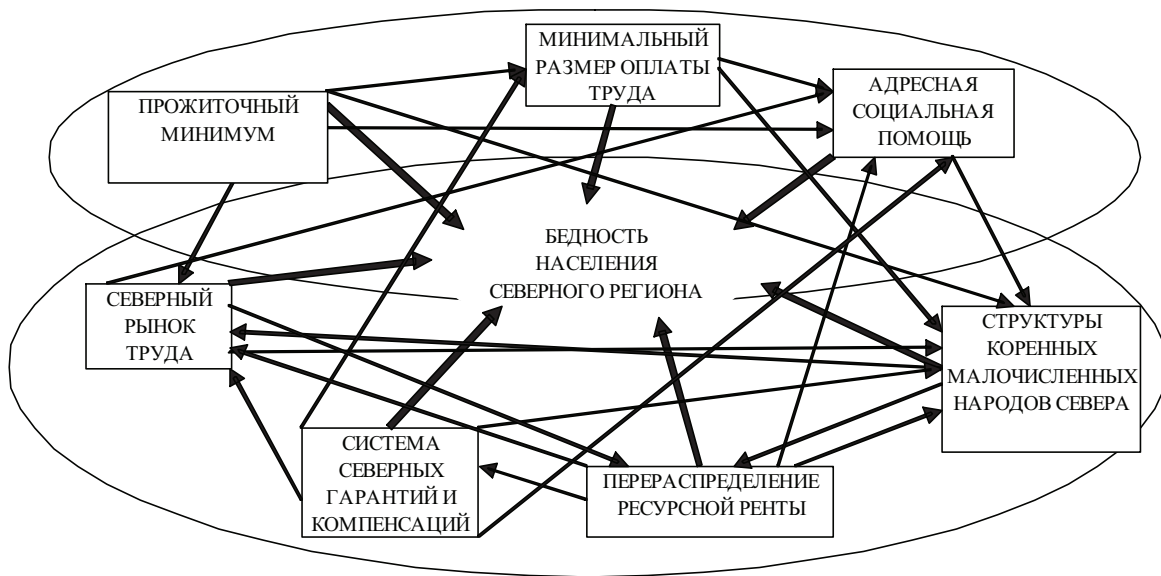 МИНИМАЛЬНЫЙ
РАЗМЕР ОПЛАТЫ
ТРУДА
АДРЕСНАЯ
СОЦИАЛЬНАЯ
ПОМОЩЬ
ПРОЖИТОЧНЫЙ
МИНИМУМ
БЕДНОСТЬ
НАСЕЛЕНИЯ
СЕВЕРНОГО РЕГИОНА
СЕВЕРНЫЙ
РЫНОК
ТРУДА
СТРУКТУРЫ
КОРЕННЫХ
МАЛОЧИСЛЕННЫХ
НАРОДОВ СЕВЕРА
СИСТЕМА
СЕВЕРНЫХ
ГАРАНТИЙ И
КОМПЕНСАЦИЙ
ПЕРЕРАСПРЕДЕЛЕНИЕ
РЕСУРСНОЙ РЕНТЫ